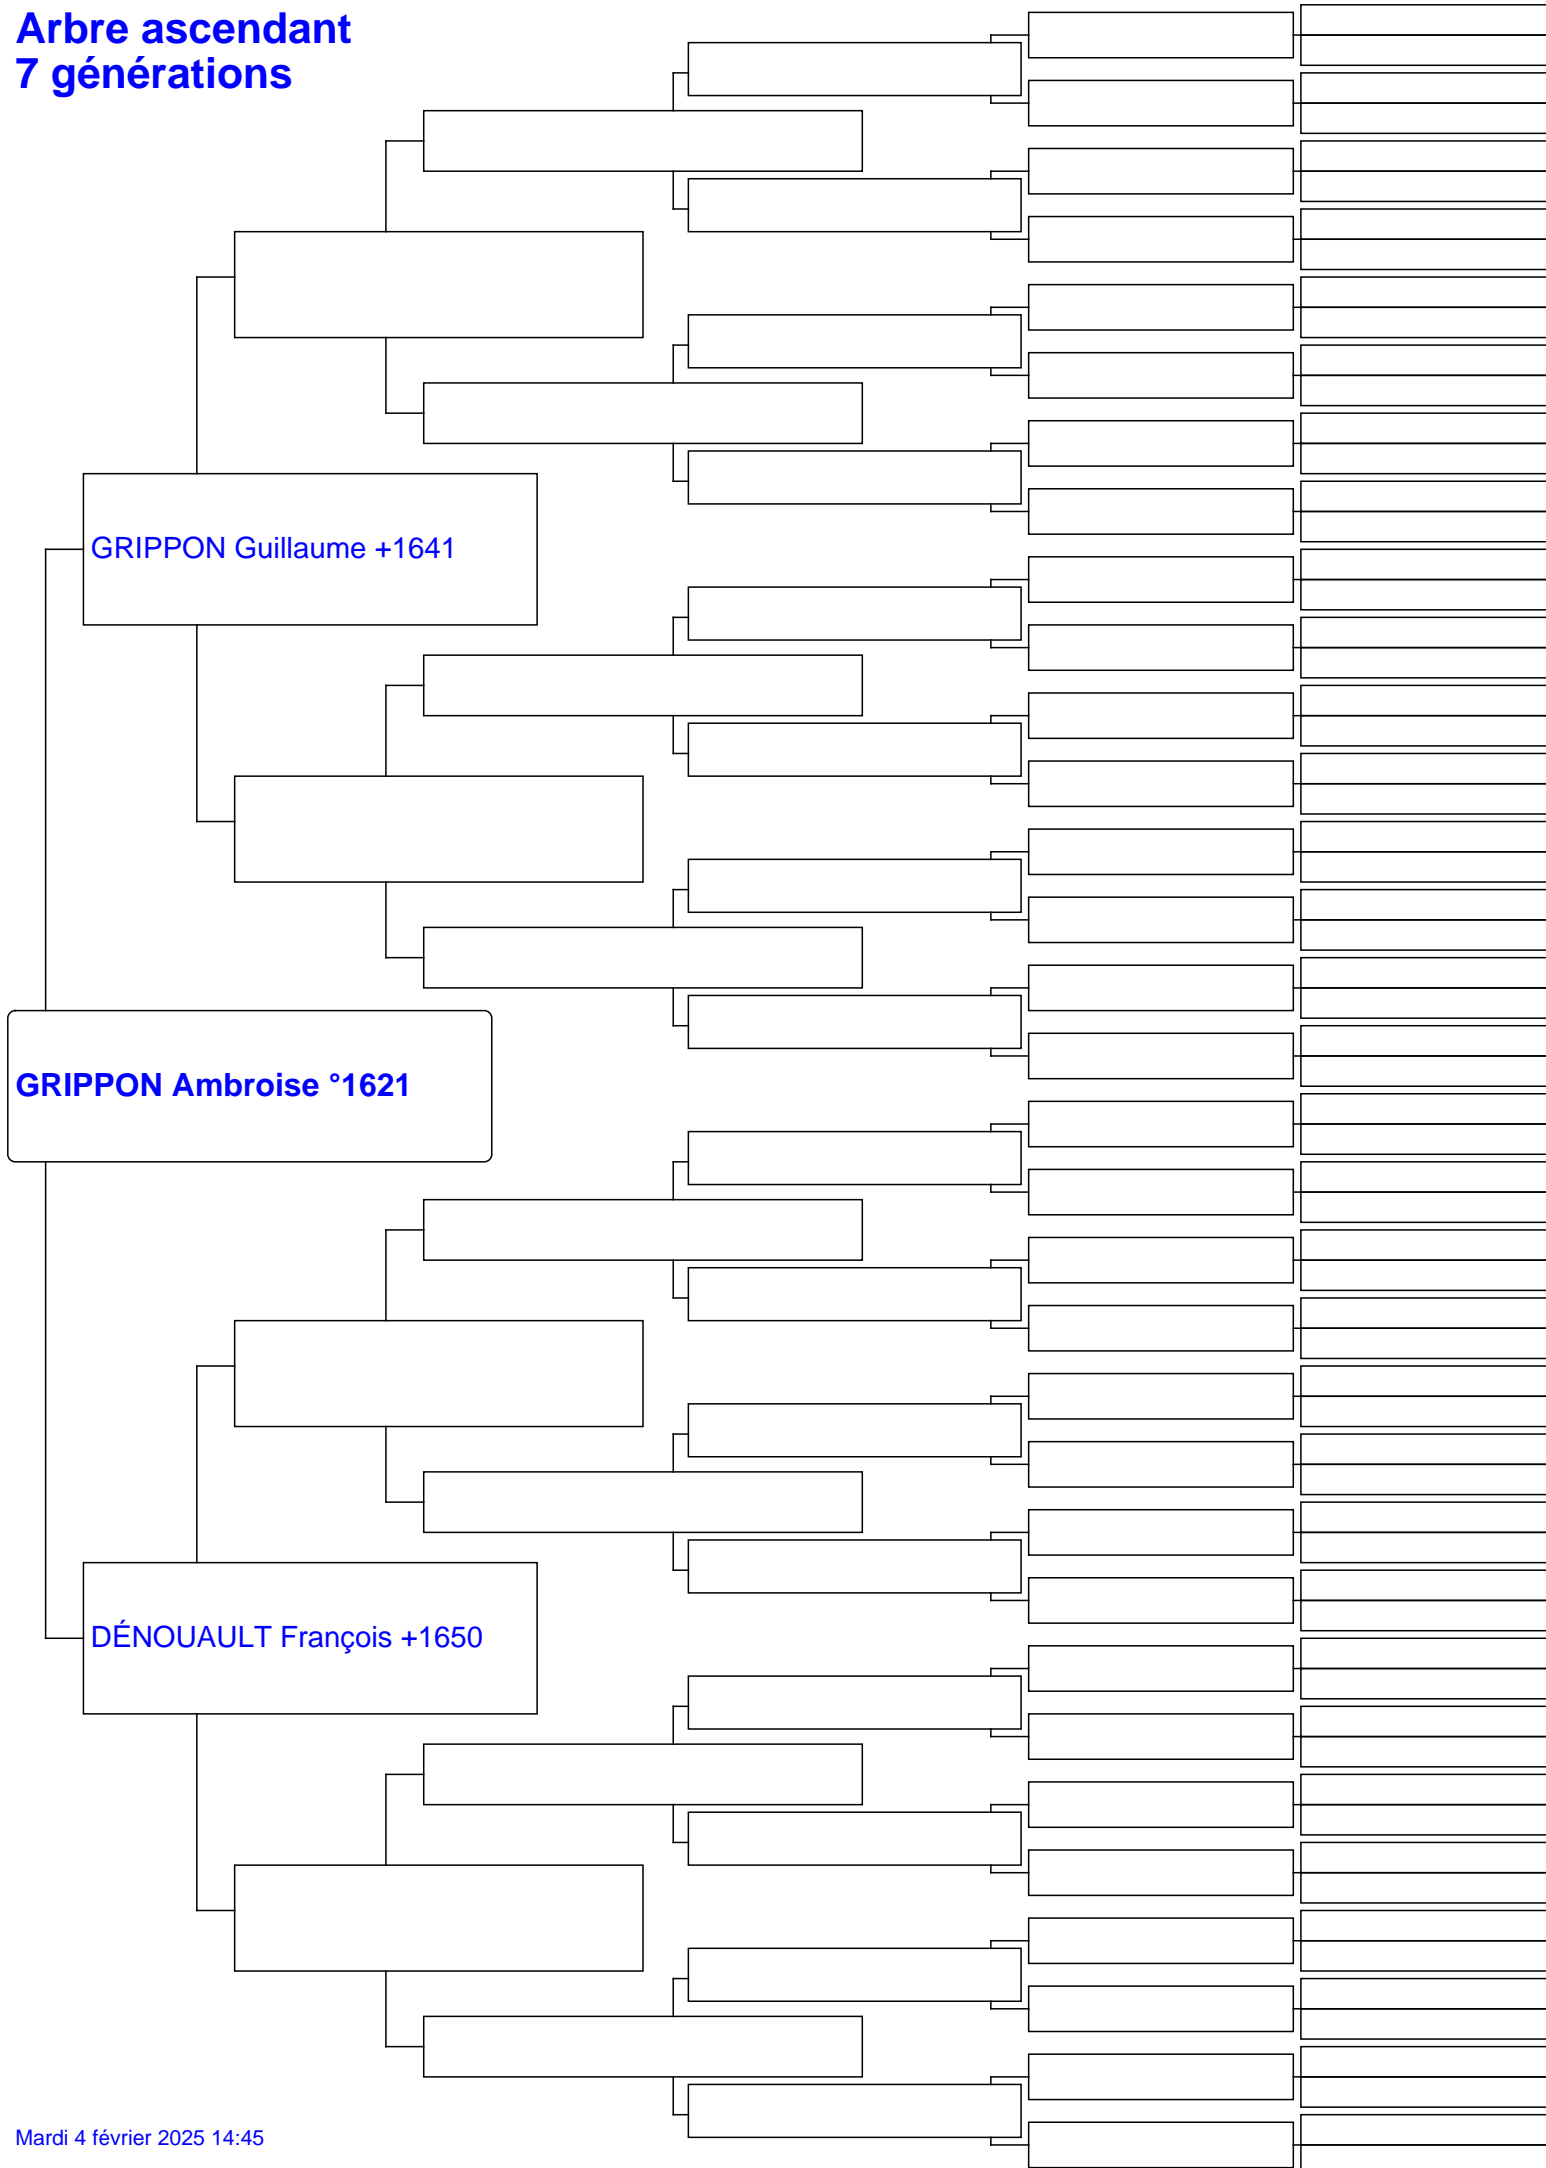 Arbre ascendant
7 générations
GRIPPON Guillaume +1641
GRIPPON Ambroise °1621
DÉNOUAULT François +1650
Mardi 4 février 2025 14:45